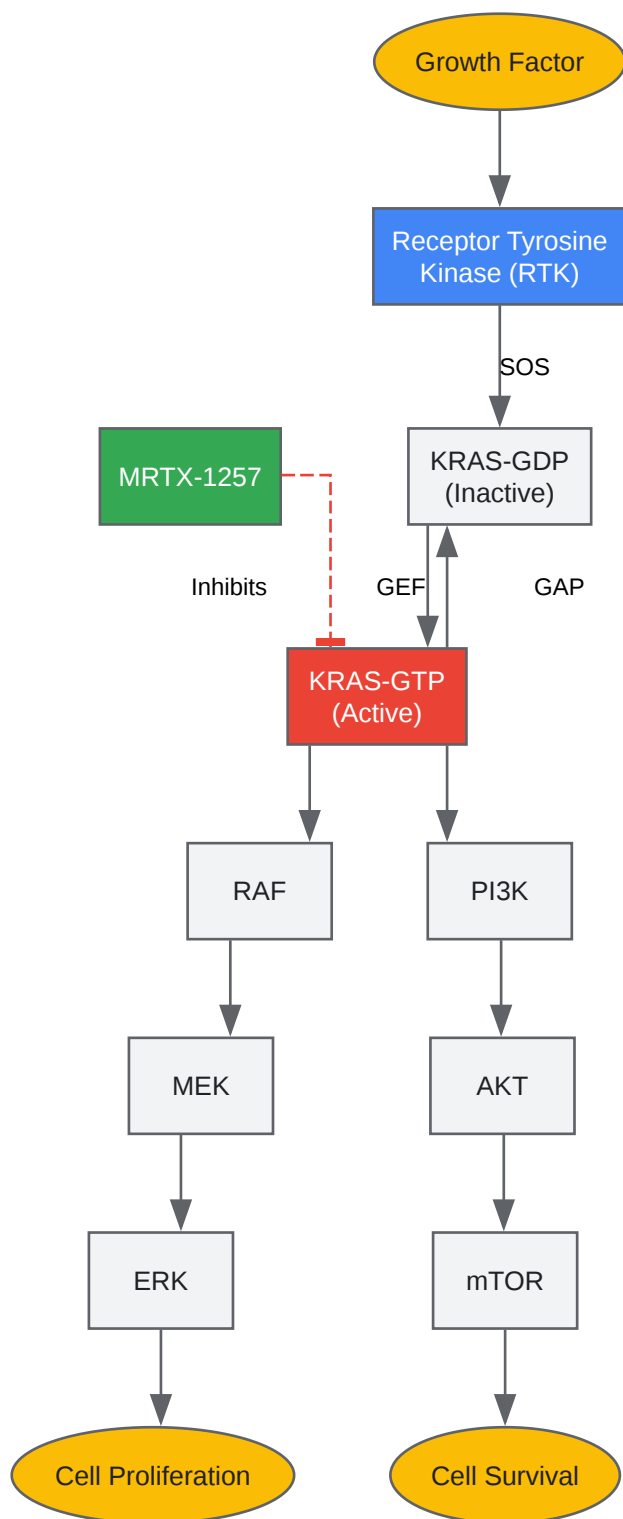 Growth Factor
Receptor Tyrosine
Kinase (RTK)
SOS
MRTX-1257
KRAS-GDP
(Inactive)
Inhibits
GEF
GAP
KRAS-GTP
(Active)
RAF
PI3K
MEK
AKT
ERK
mTOR
Cell Proliferation
Cell Survival